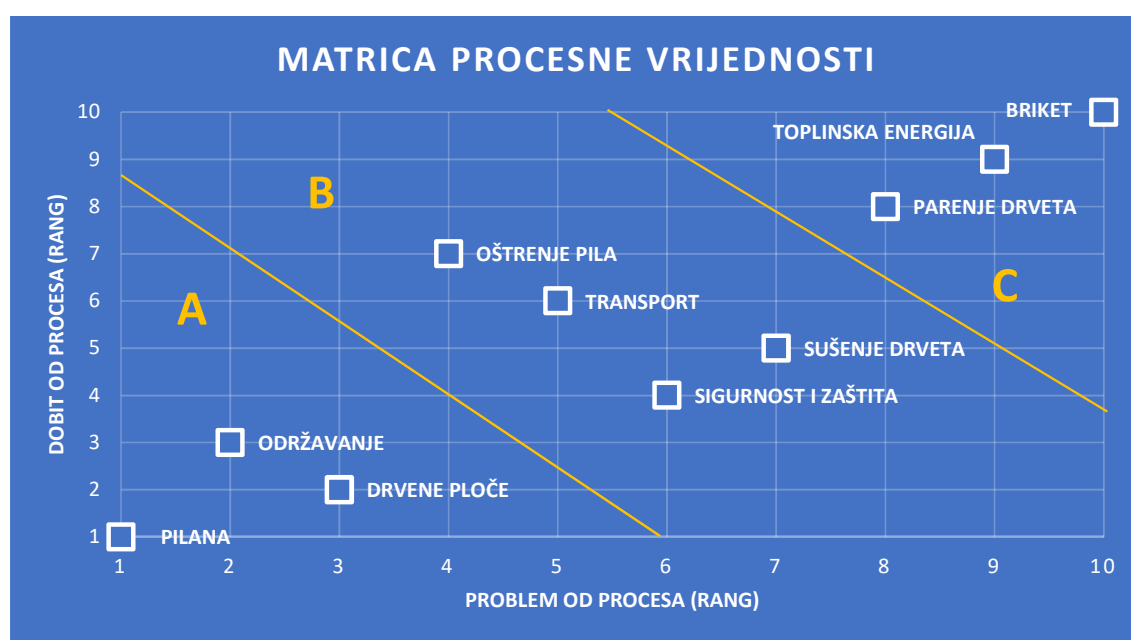 MATRICA PROCESNE VRIJEDNOSTI
DOBIT OD PROCESA (RANG)
10
9
8
7
6
5
4
3
2
1
BRIKET
TOPLINSKA ENERGIJA
PARENJE DRVETA
B
OŠTRENJE PILA
A
TRANSPORT
C
SUŠENJE DRVETA
SIGURNOST I ZAŠTITA
ODRŽAVANJE
DRVENE PLOČE
PILANA
1 2 3 4 5 6 7 8 9 10
PROBLEM OD PROCESA (RANG)